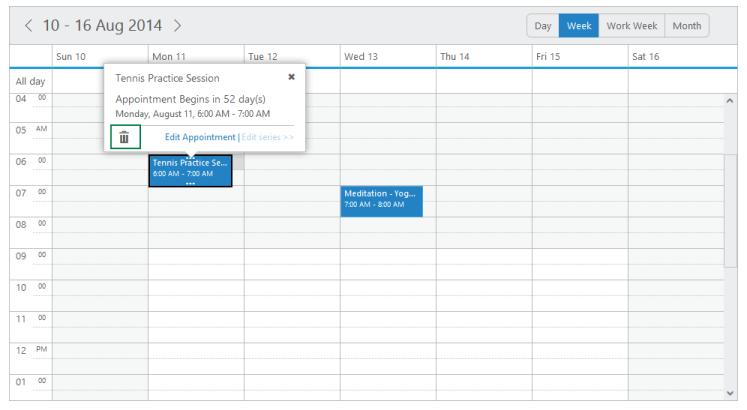 10 - 16 Aug 2014
Day Week Work Week Month
Sun 10 Mon 11 Tue 12 Wed 13 Thu 14 Fri 15 Sat 16
All day
Tennis Practice Session
Appointment Begins in 52 day(s)
Monday, August 11, 6:00 AM - 7:00 AM
Edit Appointment | Edit series >>
04 00
05 AM
06 00
Tennis Practice Se...
6:00 AM - 7:00 AM
07 00
Meditation - Yog...
7:00 AM - 8:00 AM
08 00
09 00
10 00
11 00
12 PM
01 00